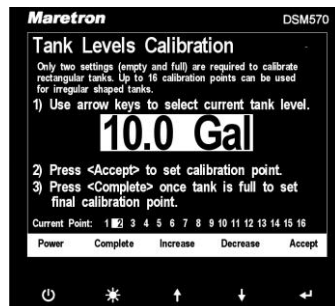 Maretron DSM570
Tank Levels Calibration
Only two settings (empty and full) are required to calibrate
rectangular tanks. Up to 16 calibration points can be used
for irregular shaped tanks.
1) Use arrow keys to select current tank level.
10.0 Gal
2) Press <Accept> to set calibration point.
3) Press <Complete> once tank is full to set
final calibration point.
Current Point: 1 2 3 4 5 6 7 8 9 10 11 12 13 14 15 16
Power Complete Increase Decrease Accept